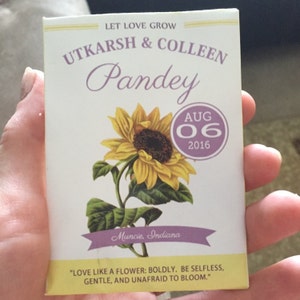 LET LOVE GROW
UTKARSH & COLLEEN
Pandey
AUG
06
2016
Muncie, Indiana
"LOVE LIKE A FLOWER: BOLDLY. BE SELFLESS,
GENTLE, AND UNAFRAID TO BLOOM."